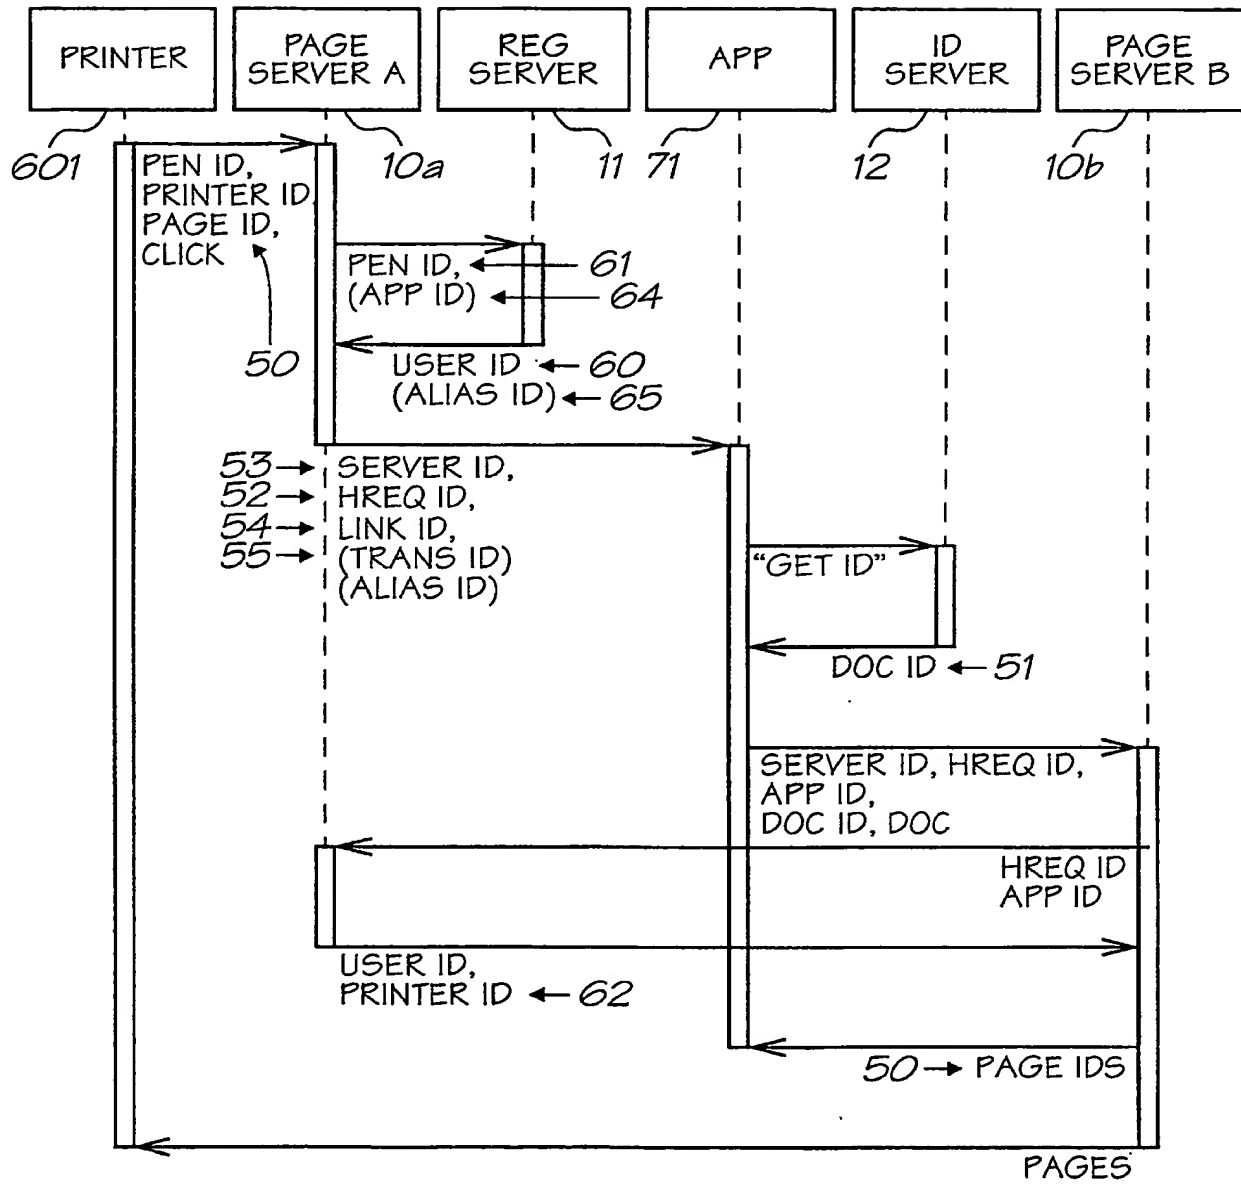 PRINTER
PAGE
SERVER A
REG
SERVER
APP
ID
SERVER
PAGE
SERVER B
601
10a
11
71
12
10b
PEN ID,
PRINTER ID,
PAGE ID,
CLICK
50
PEN ID,
61
(APP ID)
64
USER ID
60
(ALIAS ID)
65
53
SERVER ID,
52
HREQ ID,
54
LINK ID,
55
(TRANS ID)
(ALIAS ID)
“GET ID”
DOC ID
51
SERVER ID, HREQ ID,
APP ID,
DOC ID, DOC
HREQ ID
APP ID
USER ID,
PRINTER ID
62
50
PAGE IDS
PAGES